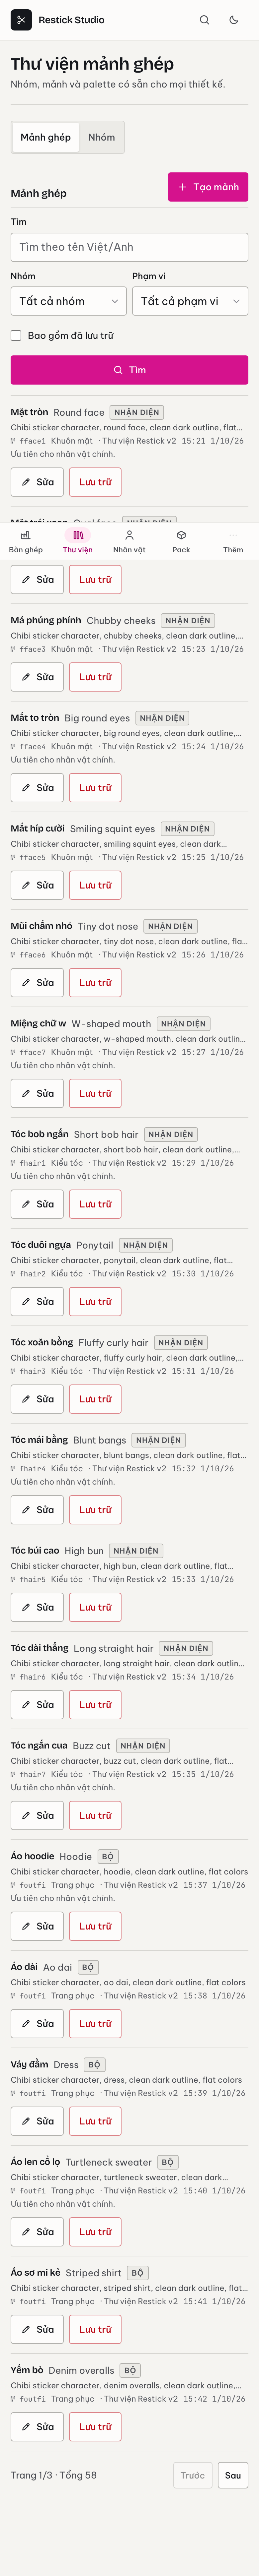 Restick Studio
Thư viện mảnh ghép
Nhóm, mảnh và palette có sẵn cho mọi thiết kế.
Mảnh ghép Nhóm
Mảnh ghép
Tạo mảnh
Tìm
Tìm theo tên Việt/Anh
Nhóm Phạm vi
Tất cả nhóm Tất cả phạm vi
Bao gồm đã lưu trữ
Tìm
Mặt tròn Round face NHẬN DIỆN
Chibi sticker character, round face, clean dark outline, flat…
fface1 Khuôn mặt · Thư viện Restick v2 15:21 1/10/26
Ưu tiên cho nhân vật chính.
Sửa Lưu trữ
Bàn ghép Thư viện Nhân vật Pack Thêm
Sửa Lưu trữ
Má phúng phính Chubby cheeks NHẬN DIỆN
Chibi sticker character, chubby cheeks, clean dark outline,…
fface3 Khuôn mặt · Thư viện Restick v2 15:23 1/10/26
Sửa Lưu trữ
Mắt to tròn Big round eyes NHẬN DIỆN
Chibi sticker character, big round eyes, clean dark outline,…
fface4 Khuôn mặt · Thư viện Restick v2 15:24 1/10/26
Ưu tiên cho nhân vật chính.
Sửa Lưu trữ
Mắt híp cười Smiling squint eyes NHẬN DIỆN
Chibi sticker character, smiling squint eyes, clean dark…
fface5 Khuôn mặt · Thư viện Restick v2 15:25 1/10/26
Sửa Lưu trữ
Mũi chấm nhỏ Tiny dot nose NHẬN DIỆN
Chibi sticker character, tiny dot nose, clean dark outline, fla…
fface6 Khuôn mặt · Thư viện Restick v2 15:26 1/10/26
Sửa Lưu trữ
Miệng chữ w W-shaped mouth NHẬN DIỆN
Chibi sticker character, w-shaped mouth, clean dark outlin…
fface7 Khuôn mặt · Thư viện Restick v2 15:27 1/10/26
Ưu tiên cho nhân vật chính.
Sửa Lưu trữ
Tóc bob ngắn Short bob hair NHẬN DIỆN
Chibi sticker character, short bob hair, clean dark outline,…
fhair1 Kiểu tóc · Thư viện Restick v2 15:29 1/10/26
Ưu tiên cho nhân vật chính.
Sửa Lưu trữ
Tóc đuôi ngựa Ponytail NHẬN DIỆN
Chibi sticker character, ponytail, clean dark outline, flat…
fhair2 Kiểu tóc · Thư viện Restick v2 15:30 1/10/26
Sửa Lưu trữ
Tóc xoăn bồng Fluffy curly hair NHẬN DIỆN
Chibi sticker character, fluffy curly hair, clean dark outline,…
fhair3 Kiểu tóc · Thư viện Restick v2 15:31 1/10/26
Sửa Lưu trữ
Tóc mái bằng Blunt bangs NHẬN DIỆN
Chibi sticker character, blunt bangs, clean dark outline, flat…
fhair4 Kiểu tóc · Thư viện Restick v2 15:32 1/10/26
Ưu tiên cho nhân vật chính.
Sửa Lưu trữ
Tóc búi cao High bun NHẬN DIỆN
Chibi sticker character, high bun, clean dark outline, flat…
fhair5 Kiểu tóc · Thư viện Restick v2 15:33 1/10/26
Sửa Lưu trữ
Tóc dài thẳng Long straight hair NHẬN DIỆN
Chibi sticker character, long straight hair, clean dark outlin…
fhair6 Kiểu tóc · Thư viện Restick v2 15:34 1/10/26
Sửa Lưu trữ
Tóc ngắn cua Buzz cut NHẬN DIỆN
Chibi sticker character, buzz cut, clean dark outline, flat…
fhair7 Kiểu tóc · Thư viện Restick v2 15:35 1/10/26
Ưu tiên cho nhân vật chính.
Sửa Lưu trữ
Áo hoodie Hoodie BỘ
Chibi sticker character, hoodie, clean dark outline, flat colors
foutfi Trang phục · Thư viện Restick v2 15:37 1/10/26
Ưu tiên cho nhân vật chính.
Sửa Lưu trữ
Áo dài Ao dai BỘ
Chibi sticker character, ao dai, clean dark outline, flat colors
foutfi Trang phục · Thư viện Restick v2 15:38 1/10/26
Sửa Lưu trữ
Váy đầm Dress BỘ
Chibi sticker character, dress, clean dark outline, flat colors
foutfi Trang phục · Thư viện Restick v2 15:39 1/10/26
Sửa Lưu trữ
Áo len cổ lọ Turtleneck sweater BỘ
Chibi sticker character, turtleneck sweater, clean dark…
foutfi Trang phục · Thư viện Restick v2 15:40 1/10/26
Ưu tiên cho nhân vật chính.
Sửa Lưu trữ
Áo sơ mi kẻ Striped shirt BỘ
Chibi sticker character, striped shirt, clean dark outline, flat…
foutfi Trang phục · Thư viện Restick v2 15:41 1/10/26
Sửa Lưu trữ
Yếm bò Denim overalls BỘ
Chibi sticker character, denim overalls, clean dark outline,…
foutfi Trang phục · Thư viện Restick v2 15:42 1/10/26
Sửa Lưu trữ
Trang 1/3 · Tổng 58 Trước Sau